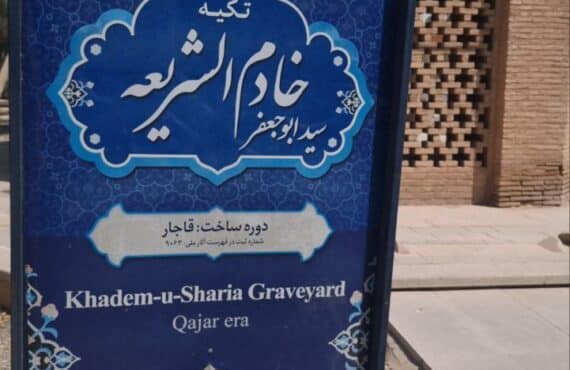 تکیه
خادم الشریعه
سید ابوجعفر
دوره ساخت: قاجار
شماره ثبت در فهرست آثار ملی: ۹۰۶۳
Khadem-u-Sharia Graveyard
Qajar era